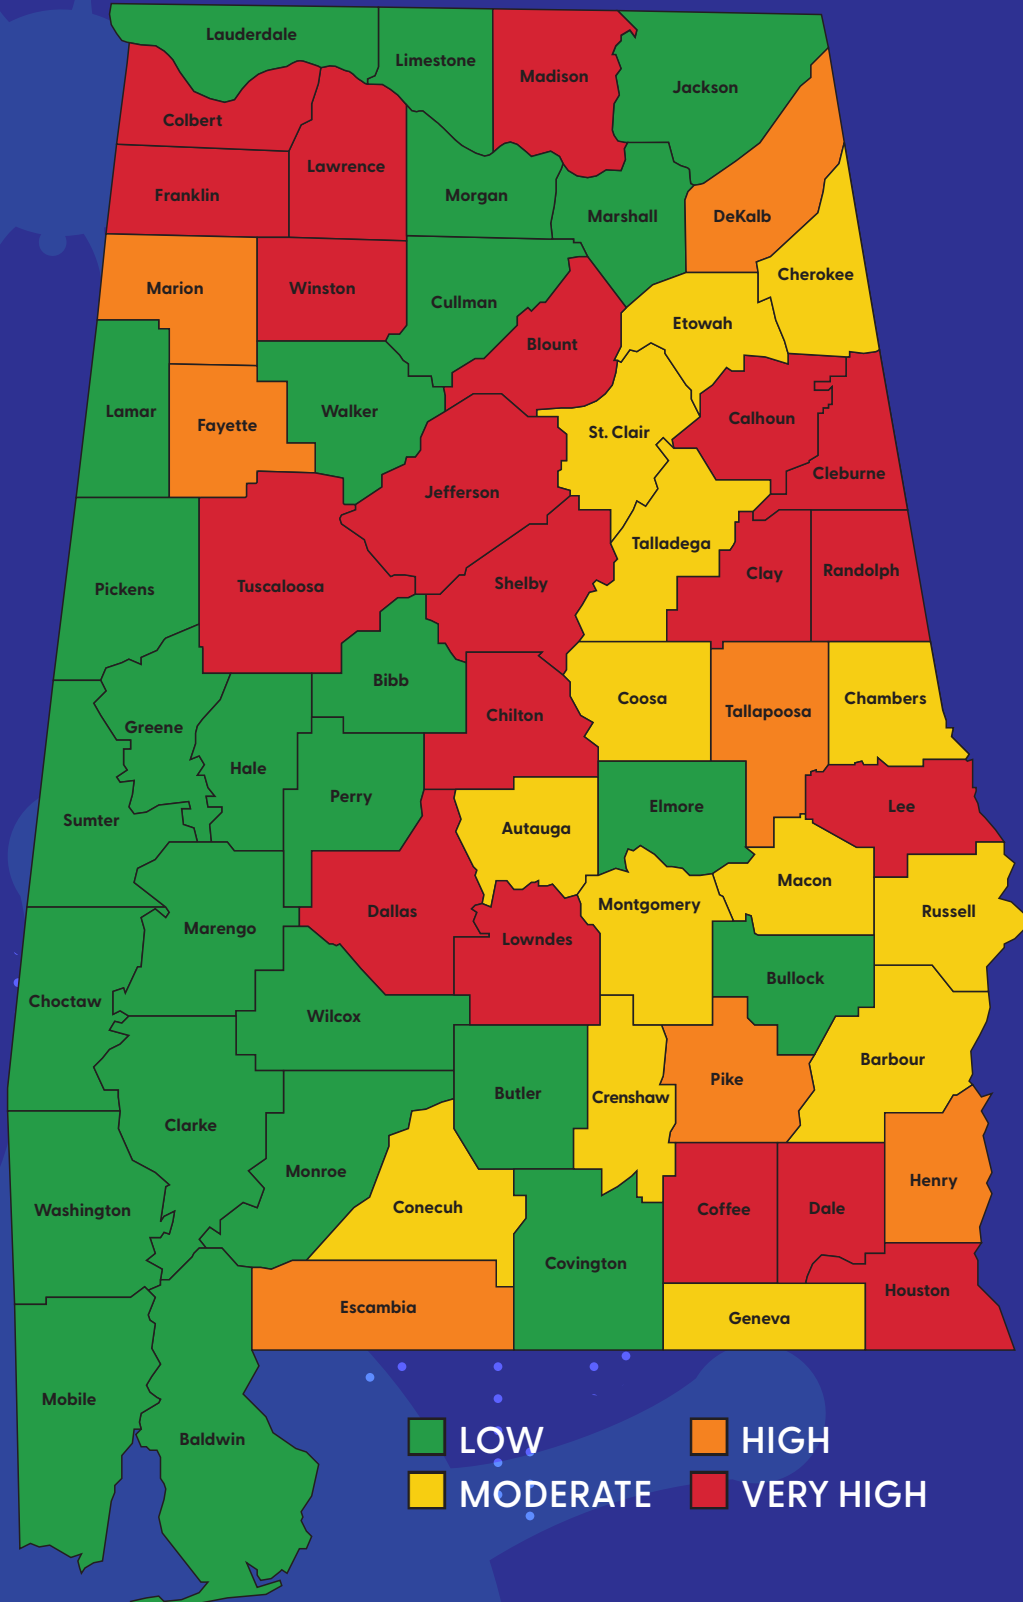 Lauderdale
Limestone
Madison
Jackson
Colbert
Lawrence
Franklin
Morgan
Marshall
DeKalb
Cherokee
Marion
Winston
Cullman
Etowah
Blount
Lamar
Fayette
Walker
St. Clair
Calhoun
Cleburne
Jefferson
Talladega
Pickens
Tuscaloosa
Shelby
Clay
Randolph
Bibb
Coosa
Tallapoosa
Chambers
Greene
Chilton
Hale
Perry
Elmore
Lee
Sumter
Autauga
Macon
Dallas
Montgomery
Russell
Marengo
Lowndes
Bullock
Choctaw
Wilcox
Barbour
Butler
Crenshaw
Pike
Clarke
Monroe
Henry
Washington
Conecuh
Coffee
Dale
Covington
Houston
Escambia
Geneva
Mobile
Baldwin
LOW
HIGH
MODERATE
VERY HIGH